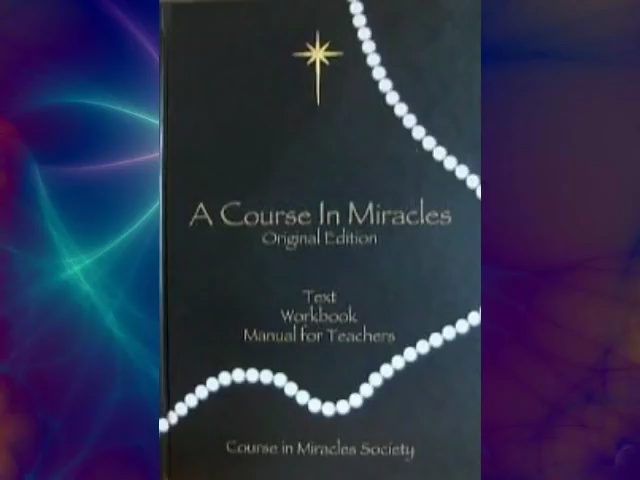 A Course In Miracles
Original Edition
Text
Workbook
Manual for Teachers
Course in Miracles Society